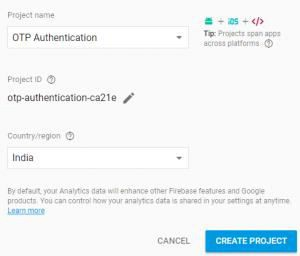 Project name
OTP Authentication
+ iOS + </>
Tip: Projects span apps
across platforms ?
Project ID ?
otp-authentication-ca21e
Country/region ?
India
By default, your Analytics data will enhance other Firebase features and Google
products. You can control how your analytics data is shared in your settings at anytime.
Learn more
CANCEL CREATE PROJECT